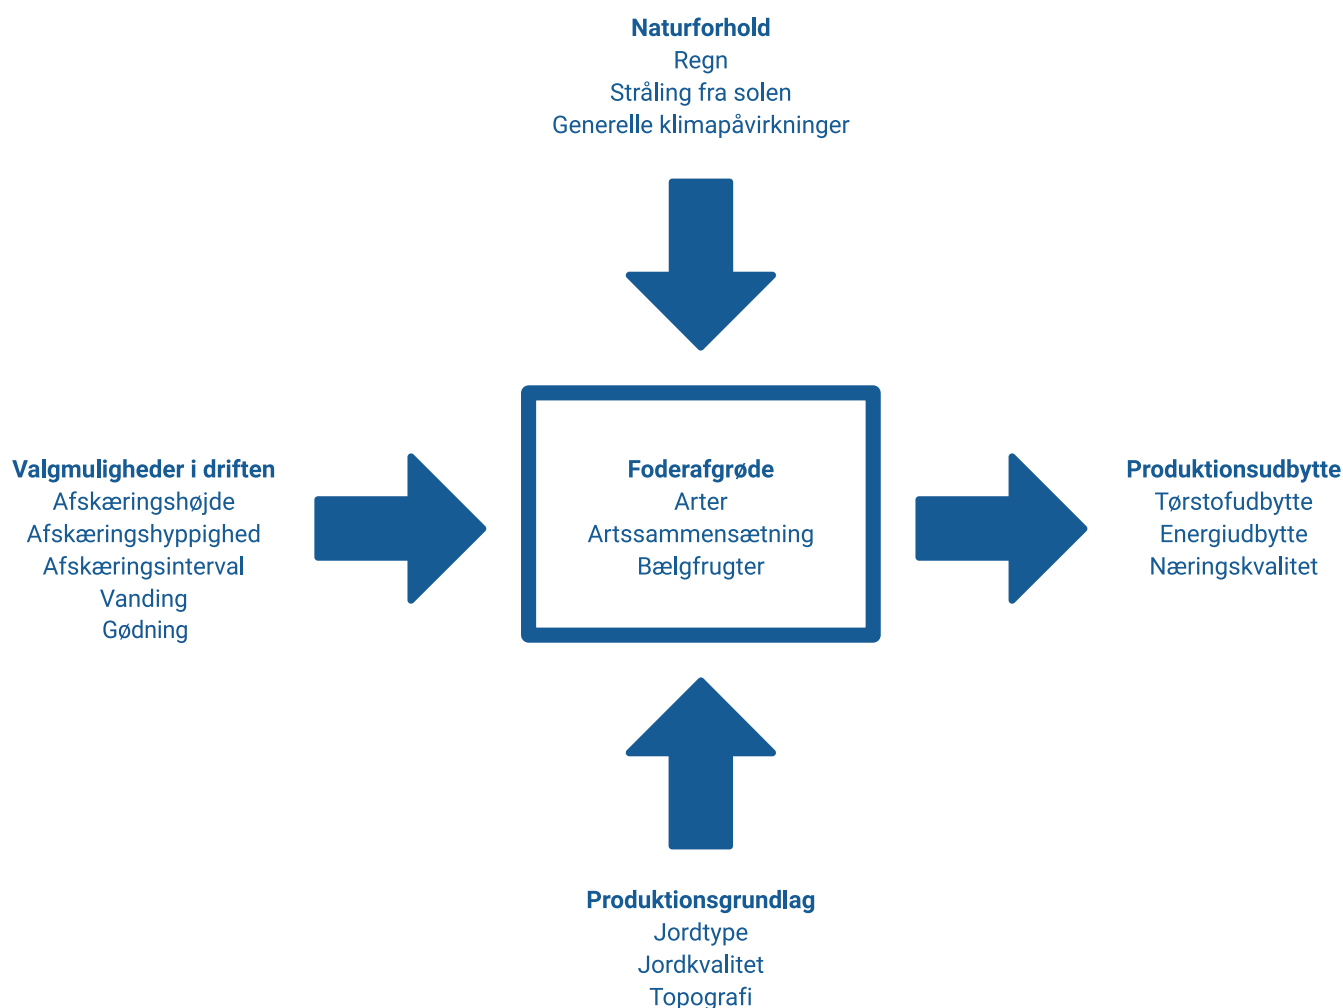 Naturforhold
Regn
Stråling fra solen
Generelle klimapåvirkninger
Valgmuligheder i driften
Afskæringshøjde
Afskæringshyppighed
Afskæringsinterval
Vanding
Gødning
Foderafgrøde
Arter
Artssammensætning
Bælgfrugter
Produktionsudbytte
Tørstofudbytte
Energiudbytte
Næringskvalitet
Produktionsgrundlag
Jordtype
Jordkvalitet
Topografi